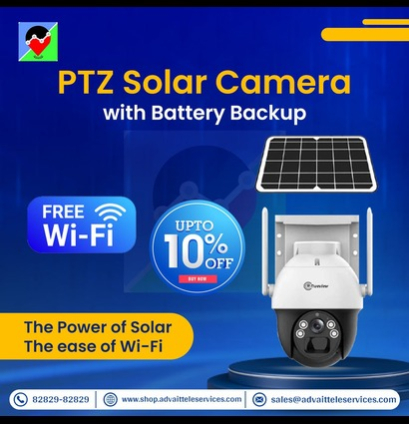 PTZ Solar Camera
with Battery Backup
FREE
Wi-Fi
UPTO
10% OFF
The Power of Solar
The ease of Wi-Fi
82829-82829
www.shop.advaitteleservices.com
sales@advaitteleservices.com